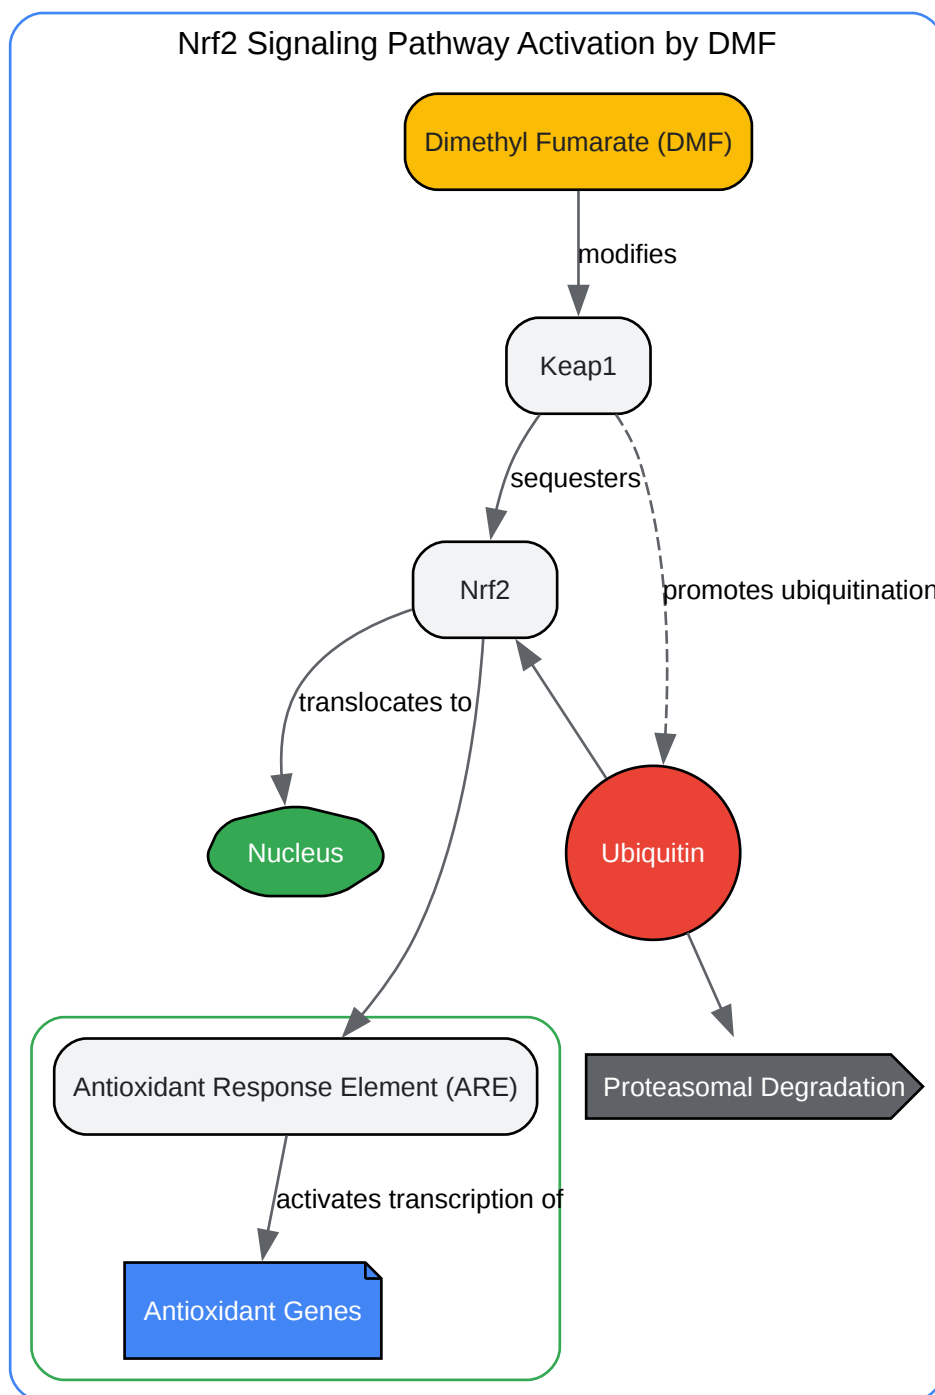 Nrf2 Signaling Pathway Activation by DMF
Dimethyl Fumarate (DMF)
modifies
Keap1
sequesters
Nrf2
promotes ubiquitination
translocates to
Nucleus
Ubiquitin
Antioxidant Response Element (ARE)
Proteasomal Degradation
activates transcription of
Antioxidant Genes